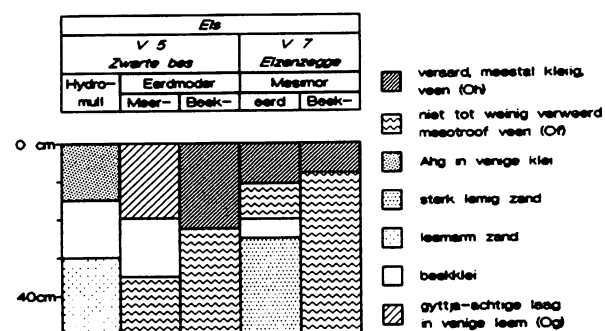 Els
V 5 V 7
Zwarte bes Elzenzegge
Hydro- Eerdmoder Mesimor
mull Meer- Beek- eerd Beek-
0 cm
40cm
veraard, meestal kleiig,
veen (Oh)
niet tot weinig verweerd
mesotroof veen (Of)
Ahg in venige klei
sterk lemig zand
leemarm zand
beekklei
gyttja-achtige laag
in venige leem (Og)